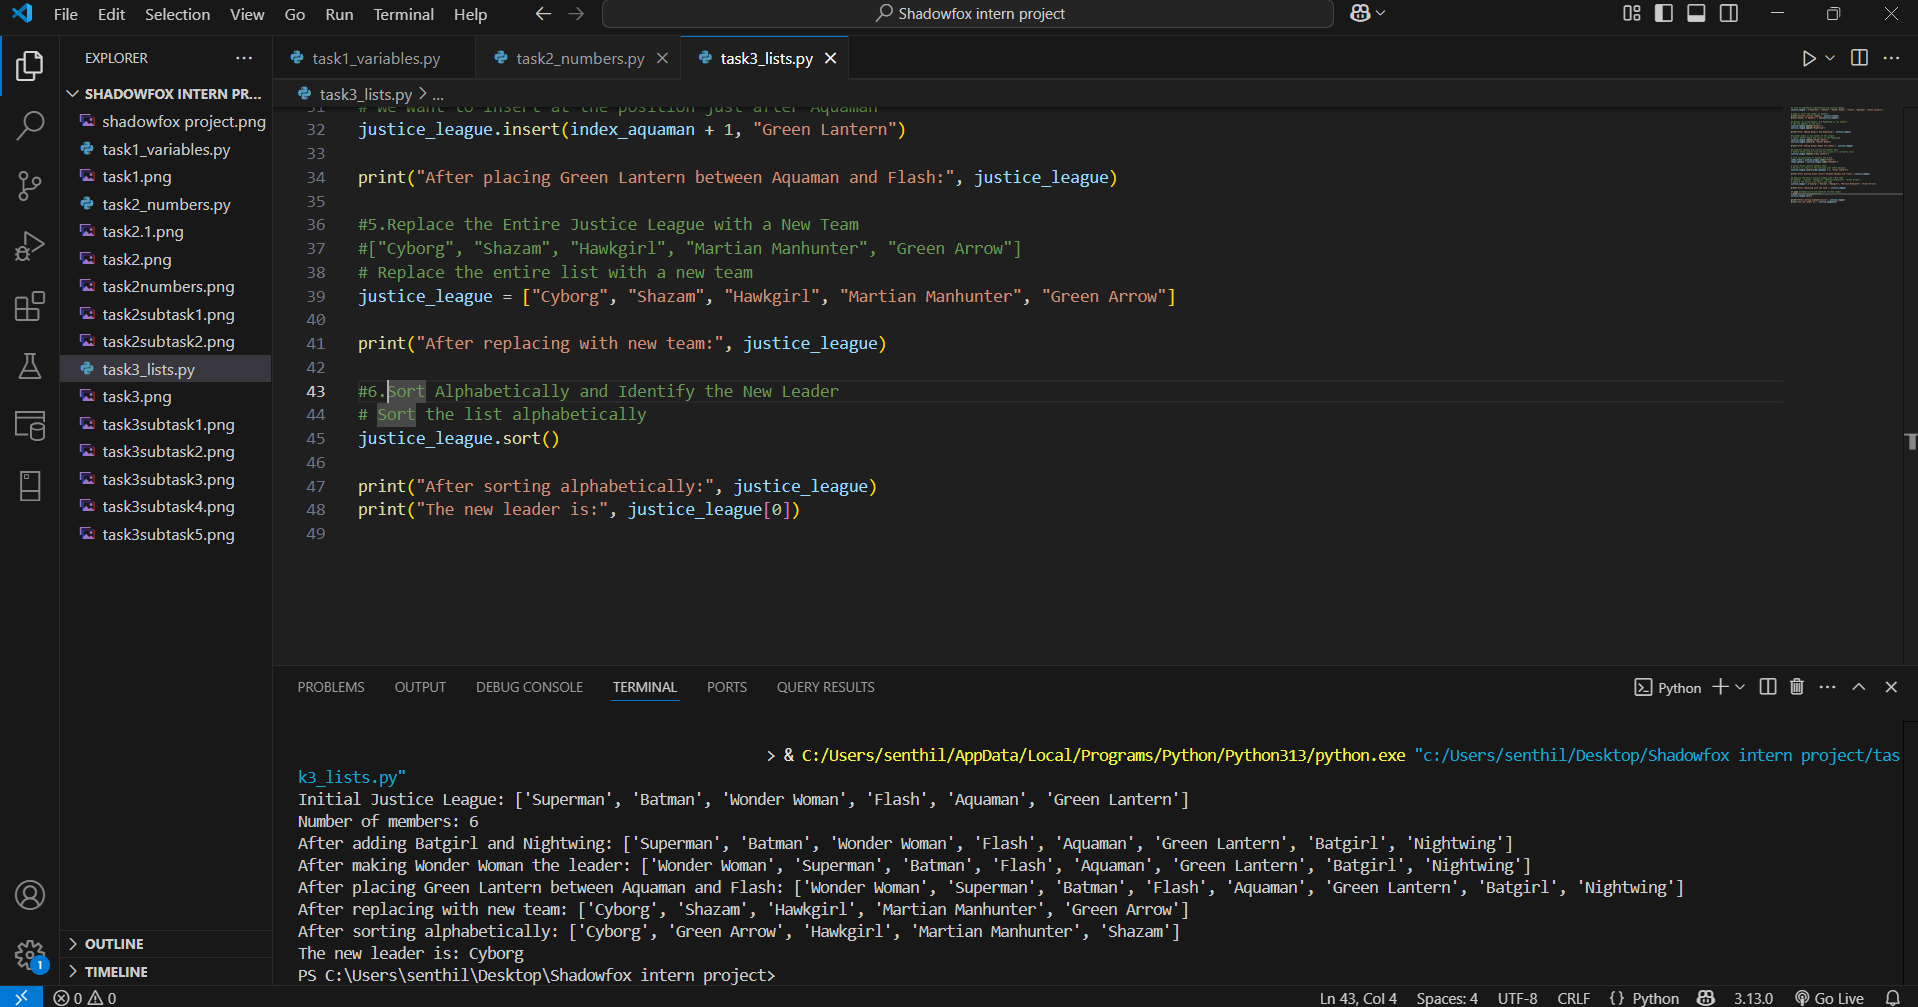 File Edit Selection View Go Run Terminal Help
Shadowfox intern project
EXPLORER
SHADOWFOX INTERN PR...
shadowfox project.png
task1_variables.py
task1.png
task2_numbers.py
task2.1.png
task2.png
task2numbers.png
task2subtask1.png
task2subtask2.png
task3_lists.py
task3.png
task3subtask1.png
task3subtask2.png
task3subtask3.png
task3subtask4.png
task3subtask5.png
OUTLINE
TIMELINE
task1_variables.py task2_numbers.py task3_lists.py
task3_lists.py > ...
31 # We want to insert at the position just after Aquaman
32 justice_league.insert(index_aquaman + 1, "Green Lantern")
33
34 print("After placing Green Lantern between Aquaman and Flash:", justice_league)
35
36 #5.Replace the Entire Justice League with a New Team
37 #["Cyborg", "Shazam", "Hawkgirl", "Martian Manhunter", "Green Arrow"]
38 # Replace the entire list with a new team
39 justice_league = ["Cyborg", "Shazam", "Hawkgirl", "Martian Manhunter", "Green Arrow"]
40
41 print("After replacing with new team:", justice_league)
42
43 #6.Sort Alphabetically and Identify the New Leader
44 # Sort the list alphabetically
45 justice_league.sort()
46
47 print("After sorting alphabetically:", justice_league)
48 print("The new leader is:", justice_league[0])
49
PROBLEMS OUTPUT DEBUG CONSOLE TERMINAL PORTS QUERY RESULTS
Python
> & C:/Users/senthil/AppData/Local/Programs/Python/Python313/python.exe "c:/Users/senthil/Desktop/Shadowfox intern project/tas
k3_lists.py"
Initial Justice League: ['Superman', 'Batman', 'Wonder Woman', 'Flash', 'Aquaman', 'Green Lantern']
Number of members: 6
After adding Batgirl and Nightwing: ['Superman', 'Batman', 'Wonder Woman', 'Flash', 'Aquaman', 'Green Lantern', 'Batgirl', 'Nightwing']
After making Wonder Woman the leader: ['Wonder Woman', 'Superman', 'Batman', 'Flash', 'Aquaman', 'Green Lantern', 'Batgirl', 'Nightwing']
After placing Green Lantern between Aquaman and Flash: ['Wonder Woman', 'Superman', 'Batman', 'Flash', 'Aquaman', 'Green Lantern', 'Batgirl', 'Nightwing']
After replacing with new team: ['Cyborg', 'Shazam', 'Hawkgirl', 'Martian Manhunter', 'Green Arrow']
After sorting alphabetically: ['Cyborg', 'Green Arrow', 'Hawkgirl', 'Martian Manhunter', 'Shazam']
The new leader is: Cyborg
PS C:\Users\senthil\Desktop\Shadowfox intern project>
1
0 0 Ln 43, Col 4 Spaces: 4 UTF-8 CRLF {} Python 3.13.0 Go Live